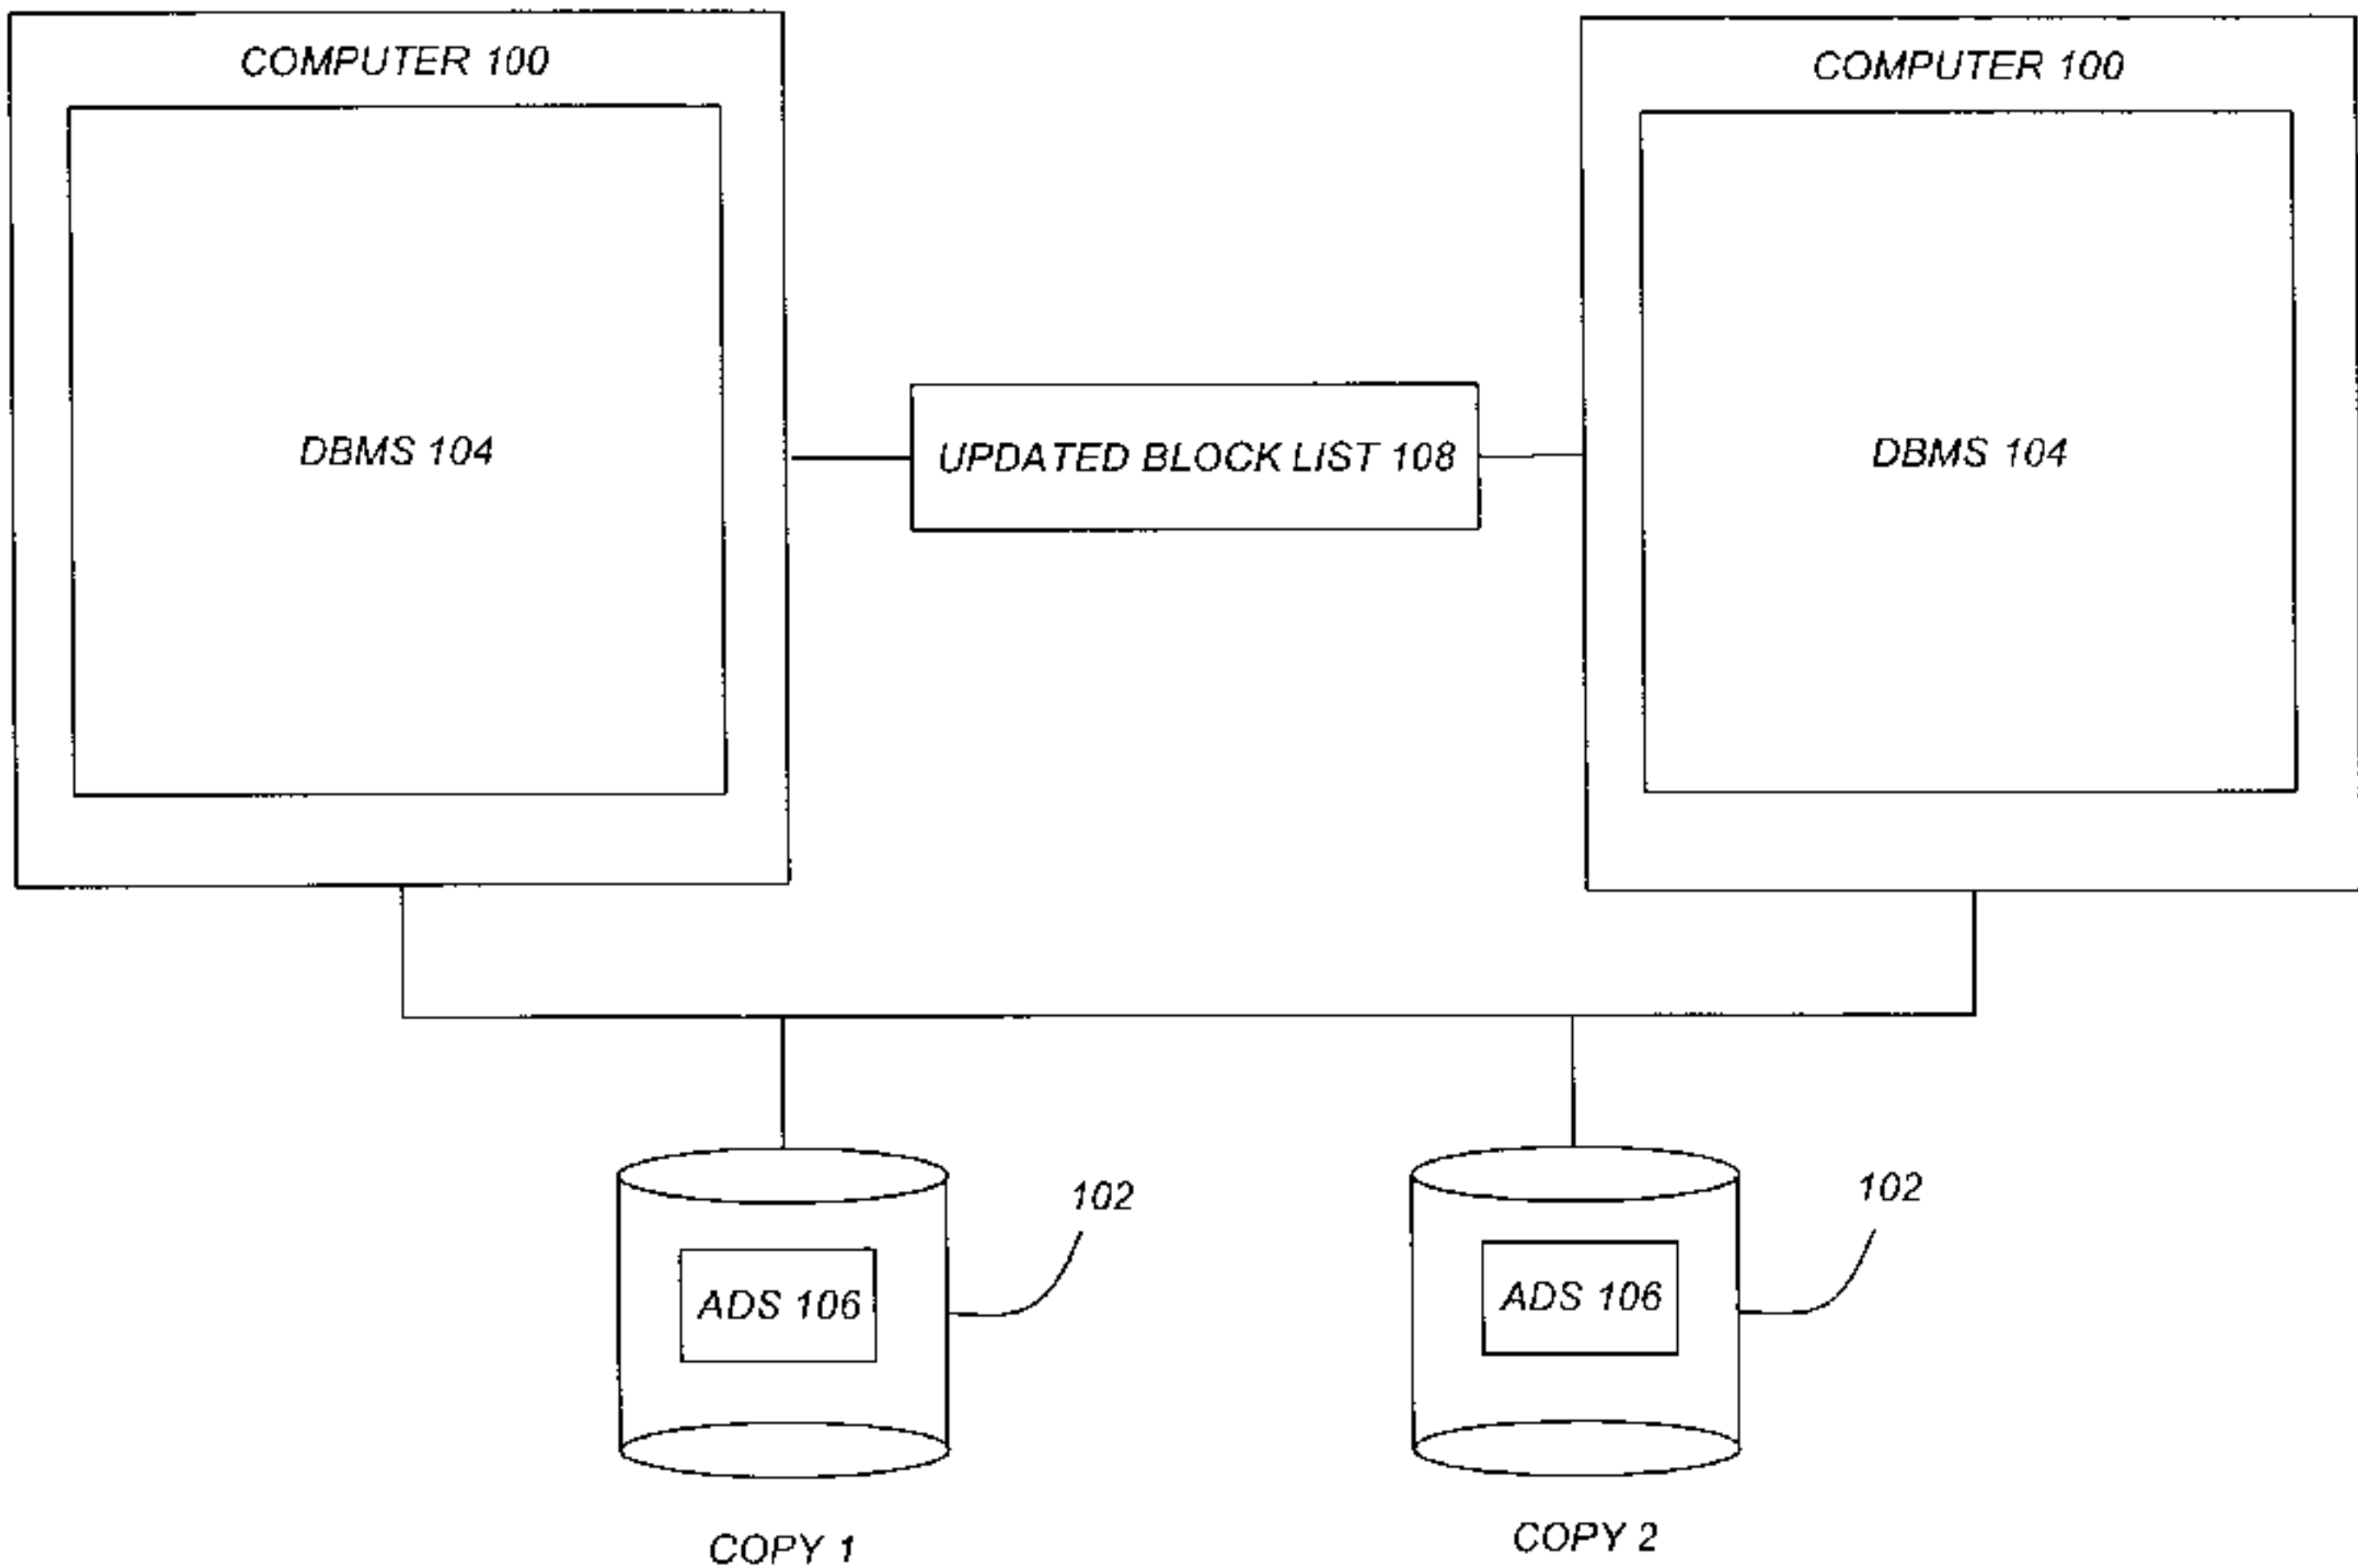 COMPUTER 100
COMPUTER 100
DBMS 104
UPDATED BLOCK LIST 108
DBMS 104
102
102
ADS 106
ADS 106
COPY 1
COPY 2